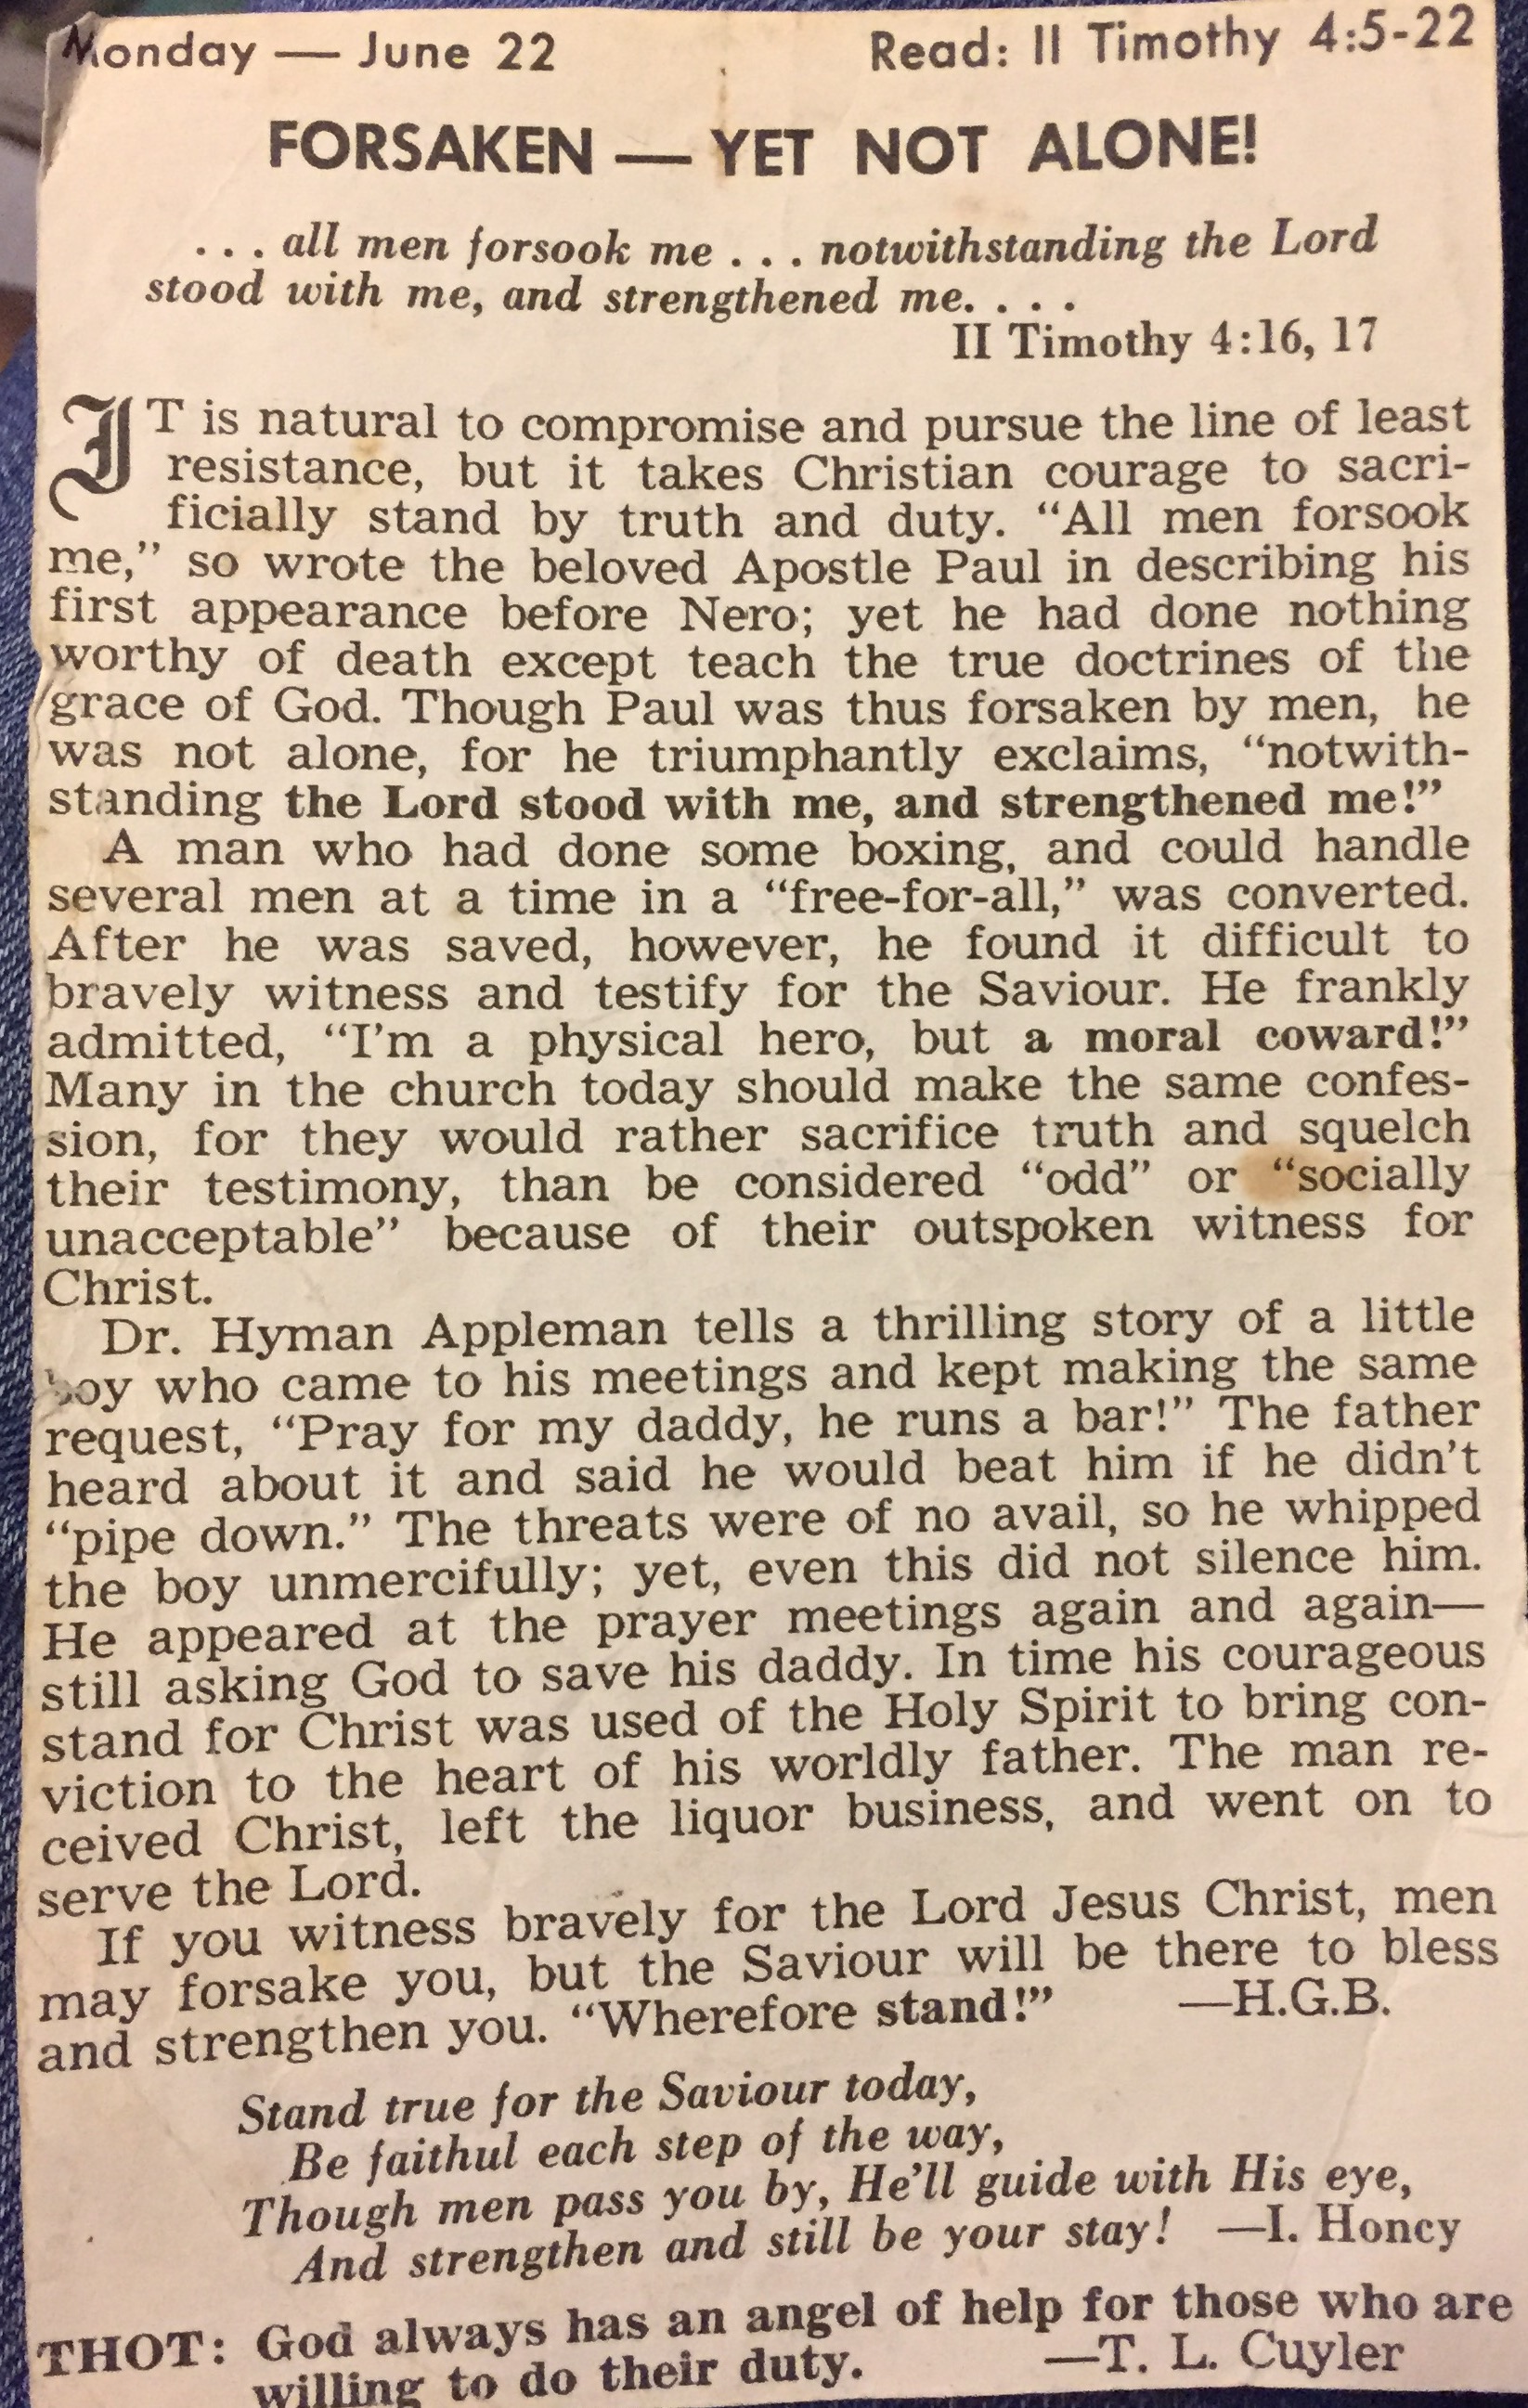 Monday — June 22 Read: II Timothy 4:5-22
FORSAKEN — YET NOT ALONE!
. . . all men forsook me . . . notwithstanding the Lord
stood with me, and strengthened me. . . .
II Timothy 4:16, 17
IT is natural to compromise and pursue the line of least
resistance, but it takes Christian courage to sacri-
ficially stand by truth and duty. “All men forsook
me,” so wrote the beloved Apostle Paul in describing his
first appearance before Nero; yet he had done nothing
worthy of death except teach the true doctrines of the
grace of God. Though Paul was thus forsaken by men, he
was not alone, for he triumphantly exclaims, “notwith-
standing the Lord stood with me, and strengthened me!”
A man who had done some boxing, and could handle
several men at a time in a “free-for-all,” was converted.
After he was saved, however, he found it difficult to
bravely witness and testify for the Saviour. He frankly
admitted, “I’m a physical hero, but a moral coward!”
Many in the church today should make the same confes-
sion, for they would rather sacrifice truth and squelch
their testimony, than be considered “odd” or “socially
unacceptable” because of their outspoken witness for
Christ.
Dr. Hyman Appleman tells a thrilling story of a little
boy who came to his meetings and kept making the same
request, “Pray for my daddy, he runs a bar!” The father
heard about it and said he would beat him if he didn’t
“pipe down.” The threats were of no avail, so he whipped
the boy unmercifully; yet, even this did not silence him.
He appeared at the prayer meetings again and again—
still asking God to save his daddy. In time his courageous
stand for Christ was used of the Holy Spirit to bring con-
viction to the heart of his worldly father. The man re-
ceived Christ, left the liquor business, and went on to
serve the Lord.
If you witness bravely for the Lord Jesus Christ, men
may forsake you, but the Saviour will be there to bless
and strengthen you. “Wherefore stand!” —H.G.B.
Stand true for the Saviour today,
Be faithul each step of the way,
Though men pass you by, He’ll guide with His eye,
And strengthen and still be your stay! —I. Honcy
THOT: God always has an angel of help for those who are
willing to do their duty. —T. L. Cuyler